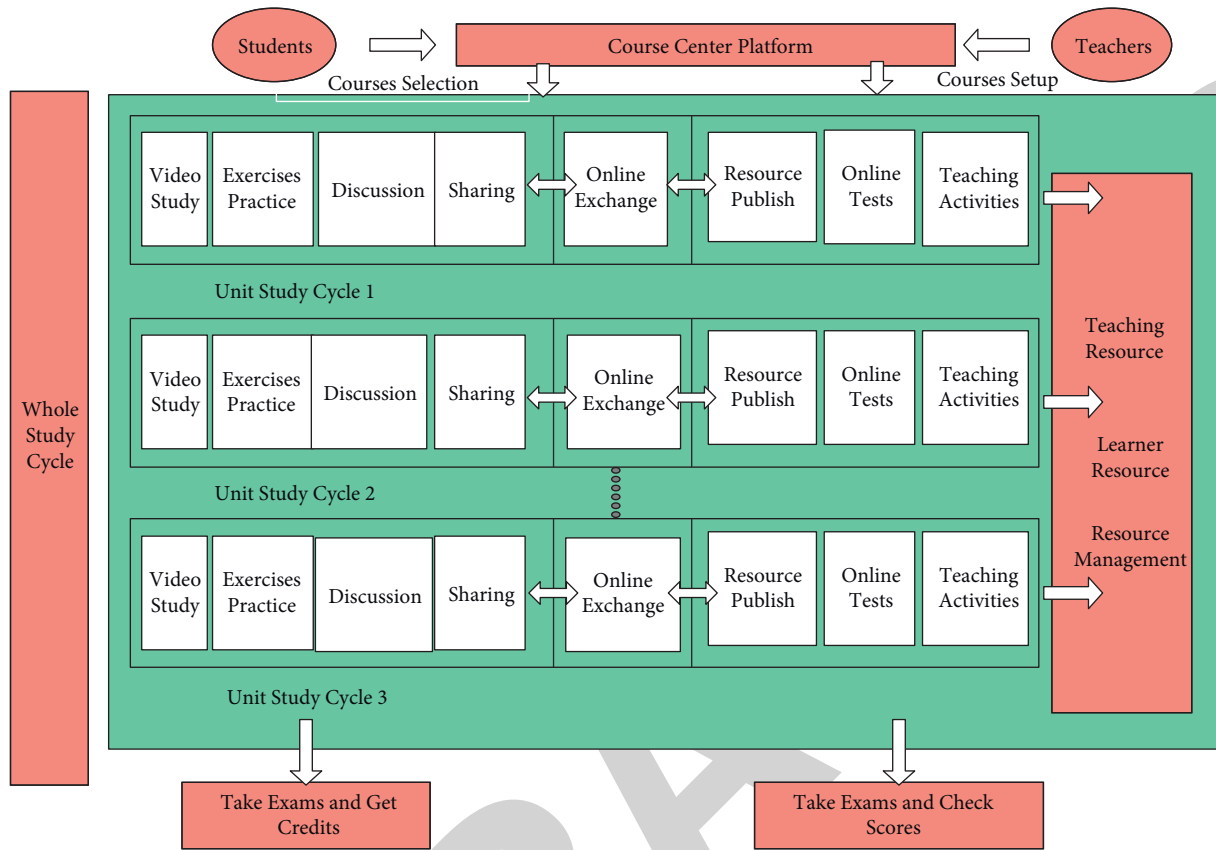 Students
Course Center Platform
Teachers
Courses Selection
Courses Setup
Whole
Study
Cycle
Video
Study
Exercises
Practice
Discussion
Sharing
Online
Exchange
Resource
Publish
Online
Tests
Teaching
Activities
Unit Study Cycle 1
Video
Study
Exercises
Practice
Discussion
Sharing
Online
Exchange
Resource
Publish
Online
Tests
Teaching
Activities
Unit Study Cycle 2
Video
Study
Exercises
Practice
Discussion
Sharing
Online
Exchange
Resource
Publish
Online
Tests
Teaching
Activities
Unit Study Cycle 3
Teaching
Resource
Learner
Resource
Resource
Management
Take Exams and Get
Credits
Take Exams and Check
Scores